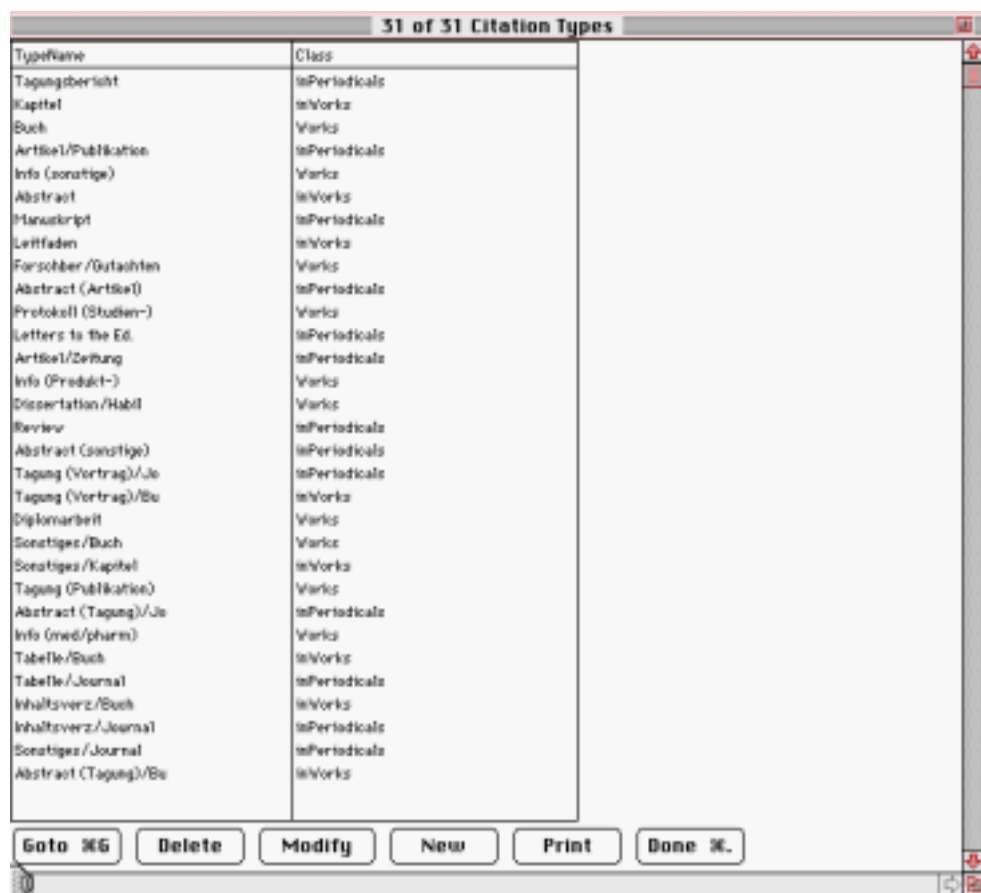 31 of 31 Citation Types
TypeName Class
Tagungsbericht inPeriodicals
Kapitel inWorks
Buch Works
Artikel/Publikation inPeriodicals
Info (sonstige) Works
Abstract inWorks
Manuskript inPeriodicals
Leitfaden inWorks
Forschber/Gutachten Works
Abstract (Artikel) inPeriodicals
Protokoll (Studien-) Works
Letters to the Ed. inPeriodicals
Artikel/Zeitung inPeriodicals
Info (Produkt-) Works
Dissertation/Habil Works
Review inPeriodicals
Abstract (sonstige) inPeriodicals
Tagung (Vortrag)/Jo inPeriodicals
Tagung (Vortrag)/Bu inWorks
Diplomarbeit Works
Sonstiges/Buch Works
Sonstiges/Kapitel inWorks
Tagung (Publikation) Works
Abstract (Tagung)/Jo inPeriodicals
Info (med/pharm) Works
Tabelle/Buch inWorks
Tabelle/Journal inPeriodicals
Inhaltsverz/Buch inWorks
Inhaltsverz/Journal inPeriodicals
Sonstiges/Journal inPeriodicals
Abstract (Tagung)/Bu inWorks
Goto ⌘G Delete Modify New Print Done ⌘.